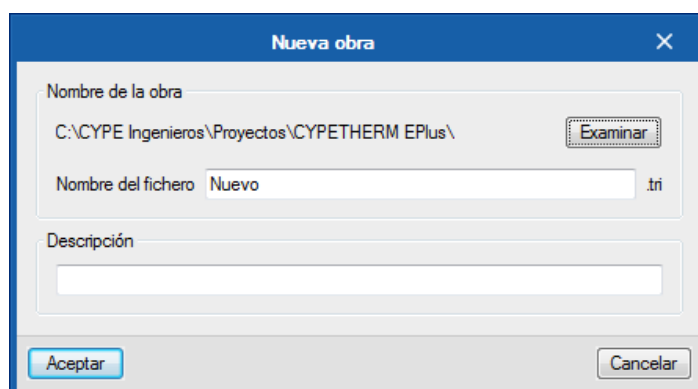 Nueva obra
Nombre de la obra
C:\CYPE Ingenieros\Proyectos\CYPETHERM EPlus\
Examinar
Nombre del fichero Nuevo .tri
Descripción
Aceptar Cancelar